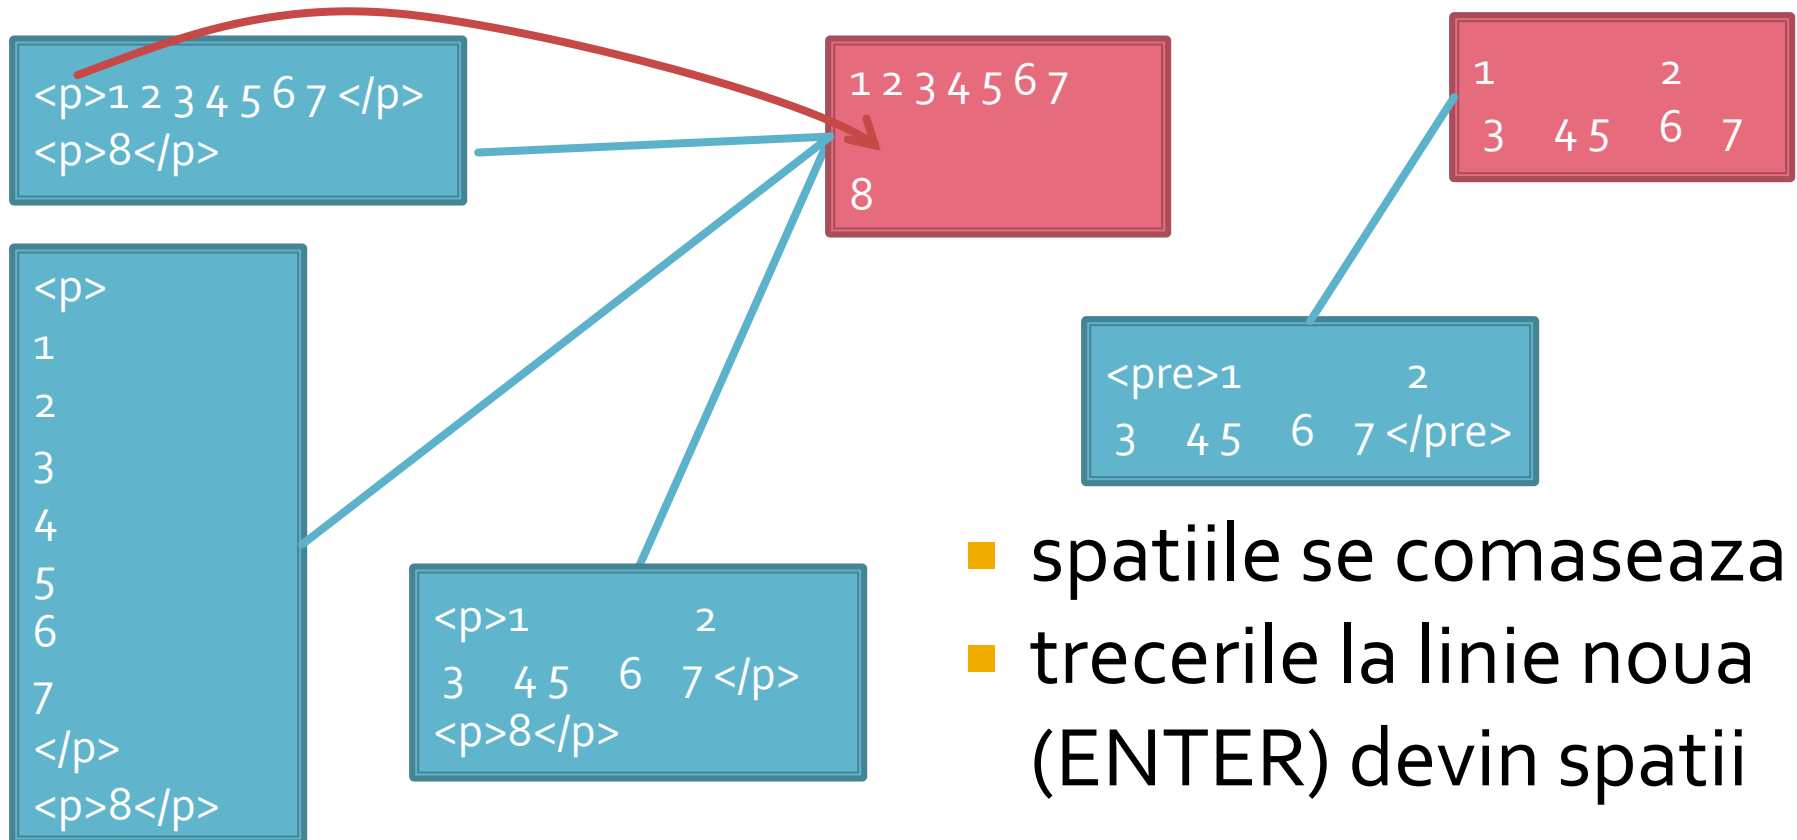 <p>1 2 3 4 5 6 7 </p>
<p>8</p>
1 2 3 4 5 6 7
8
1 2
3 4 5 6 7
<p>
1
2
3
4
5
6
7
</p>
<p>8</p>
<p>1 2
3 4 5 6 7 </p>
<p>8</p>
<pre>1 2
3 4 5 6 7 </pre>
spatiile se comaseaza
trecerile la linie noua
(ENTER) devin spatii